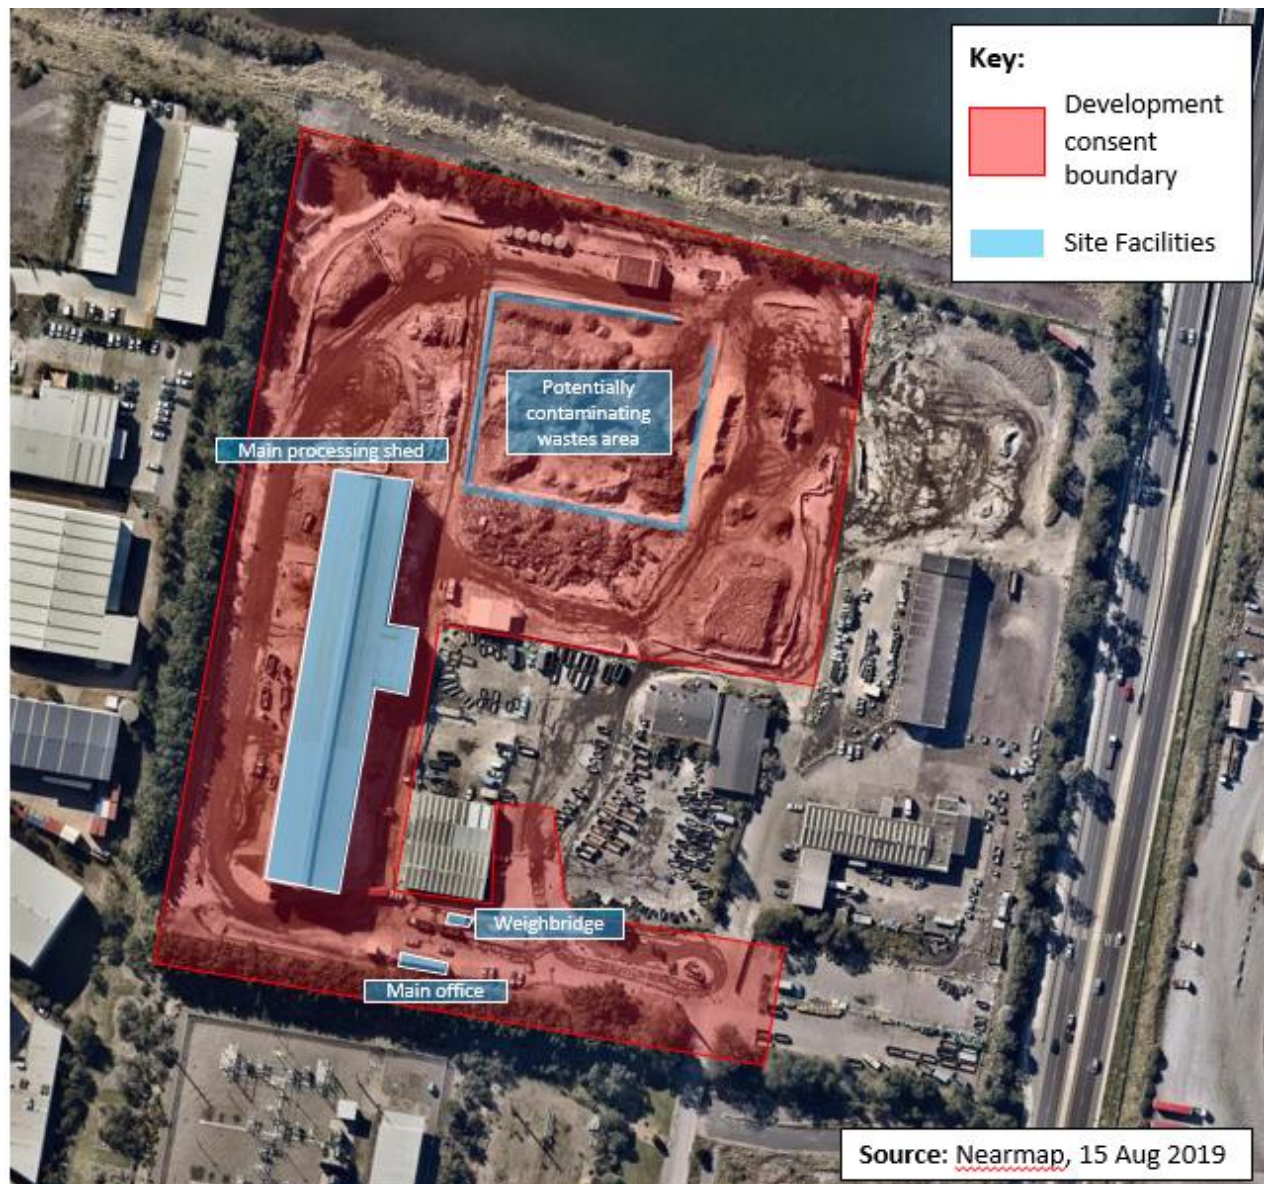 Key:
Development
consent
boundary
Site Facilities
Potentially
contaminating
wastes area
Main processing shed
Weighbridge
Main office
Source: Nearmap, 15 Aug 2019